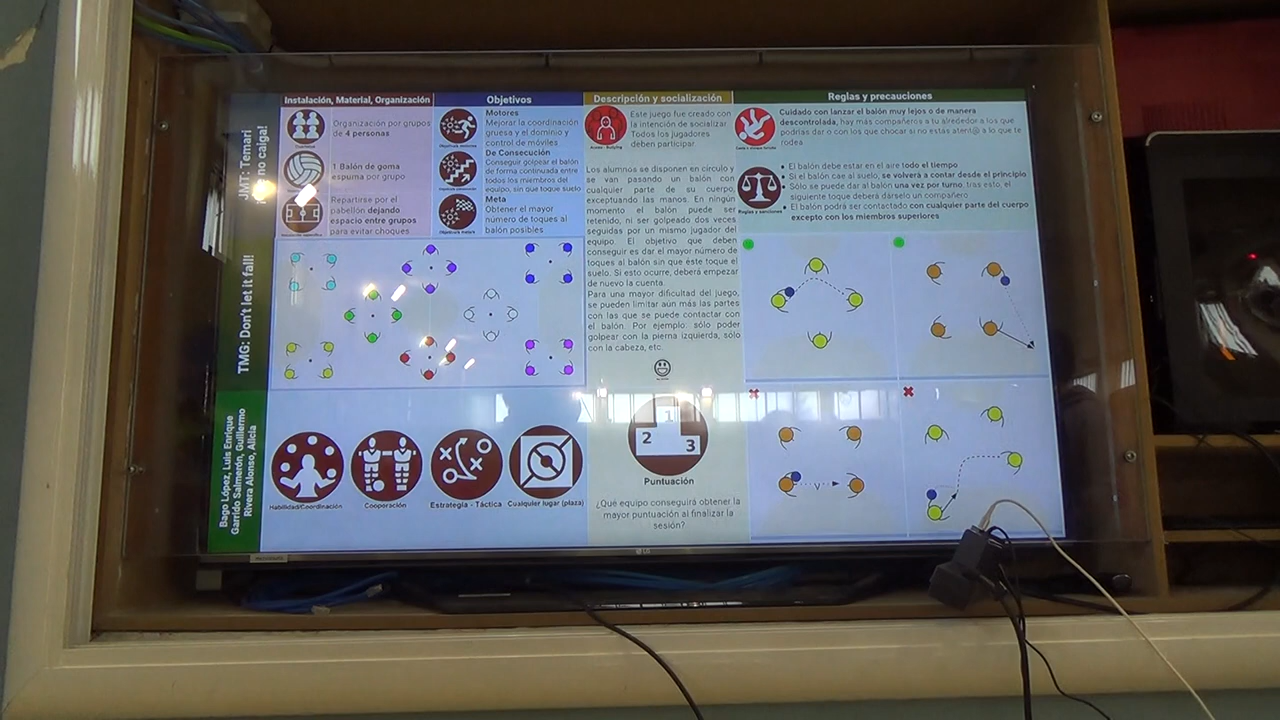 JMT: Temari
no caiga!
TMG: Don't let it fall!
Bago López, Luis Enrique
Garrido Salmerón, Guillermo
Rivera Alonso, Alicia
Instalación, Material, Organización
Organización por grupos
de 4 personas
1 Balón de goma
espuma por grupo
Repartirse por el
pabellón dejando
espacio entre grupos
para evitar choques
Objetivos
Motores
Mejorar la coordinación
gruesa y el dominio y
control de móviles.
De Consecución
Conseguir golpear el balón
de forma continuada entre
todos los miembros del
equipo, sin que toque suelo
Meta
Obtener el mayor
número de toques al
balón posibles
Descripción y socialización
Este juego fue creado con
la intención de socializar.
Todos los jugadores
deben participar.
Los alumnos se disponen en círculo y
se van pasando un balón con
cualquier parte de su cuerpo,
exceptuando las manos. En ningún
momento el balón puede ser
retenido, ni ser golpeado dos veces
seguidas por un mismo jugador del
equipo. El objetivo que deben
conseguir es dar el mayor número de
toques al balón sin que éste toque el
suelo. Si esto ocurre, deberá empezar
de nuevo la cuenta.
Para una mayor dificultad del juego,
se pueden limitar aún más las partes
con las que se puede contactar con
el balón. Por ejemplo: sólo poder
golpear con la pierna izquierda, sólo
con la cabeza, etc.
Reglas y precauciones
Cuidado con lanzar el balón muy lejos o de manera
descontrolada, hay más compañeros a tu alrededor a los que
podrías dar o con los que chocar si no estás atent@ a lo que te
rodea
Reglas y sanciones
• El balón debe estar en el aire todo el tiempo
• Si el balón cae al suelo, se volverá a contar desde el principio
• Sólo se puede dar al balón una vez por turno, tras esto, el
siguiente toque deberá dárselo un compañero
• El balón podrá ser contactado con cualquier parte del cuerpo
excepto con los miembros superiores
Habilidad/Coordinación
Cooporación
Estrategia - Táctica
Cualquier lugar (plaza)
1
2
3
Puntuación
¿Qué equipo conseguirá obtener la
mayor puntuación al finalizar la
sesión?
LG